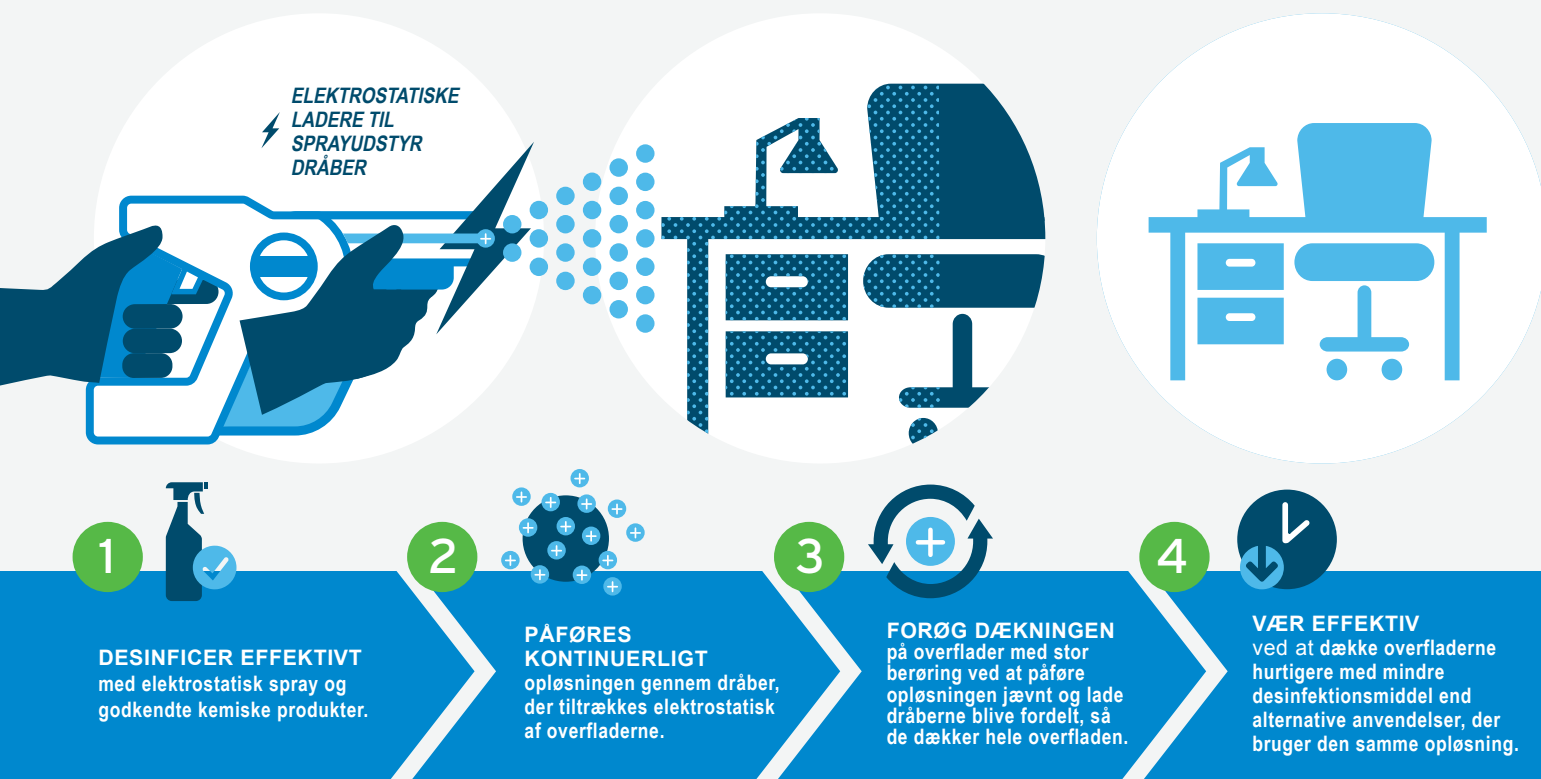 ELEKTROSTATISKE
LADERE TIL
SPRAYUDSTYR
DRÅBER
1
DESINFICER EFFEKTIVT
med elektrostatisk spray og
godkendte kemiske produkter.
2
PÅFØRES
KONTINUERLIGT
opløsningen gennem dråber,
der tiltrækkes elektrostatisk
af overfladerne.
3
FORØG DÆKNINGEN
på overflader med stor
berøring ved at påføre
opløsningen jævnt og lade
dråberne blive fordelt, så
de dækker hele overfladen.
4
VÆR EFFEKTIV
ved at dække overfladerne
hurtigere med mindre
desinfektionsmiddel end
alternative anvendelser, der
bruger den samme opløsning.